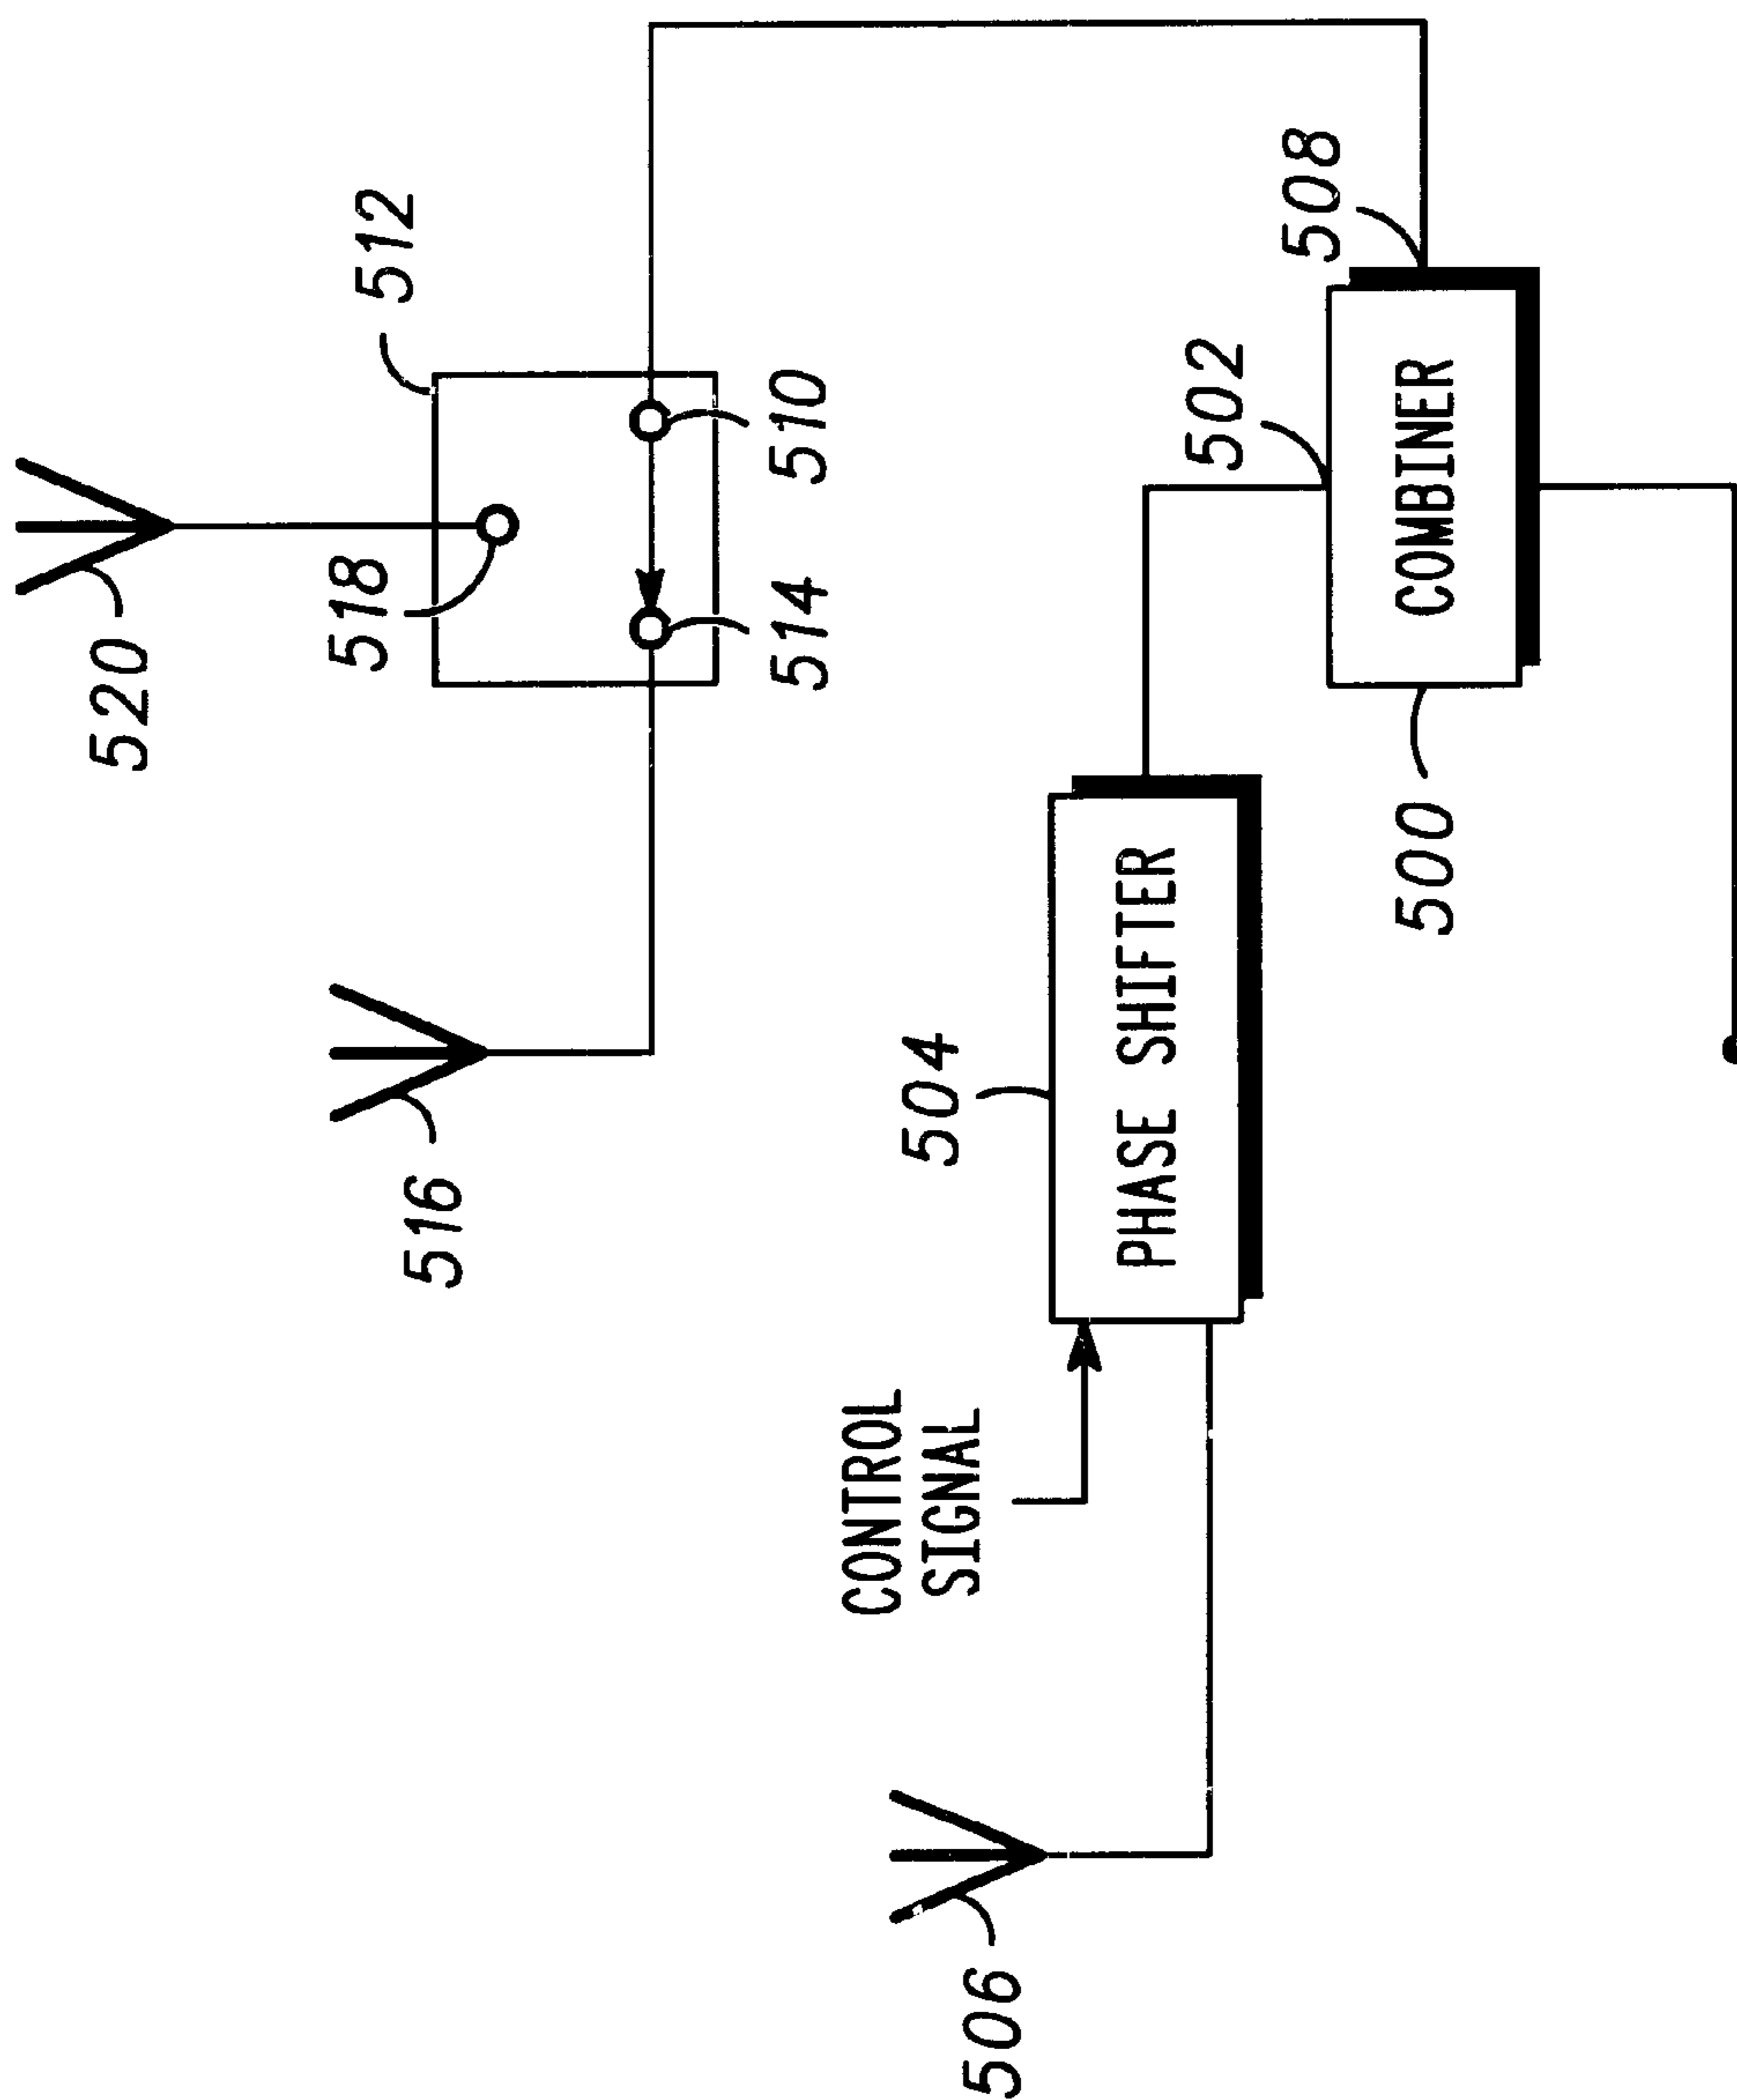 520
512
518
510
514
516
508
502
COMBINER
500
504
PHASE SHIFTER
CONTROL
SIGNAL
506